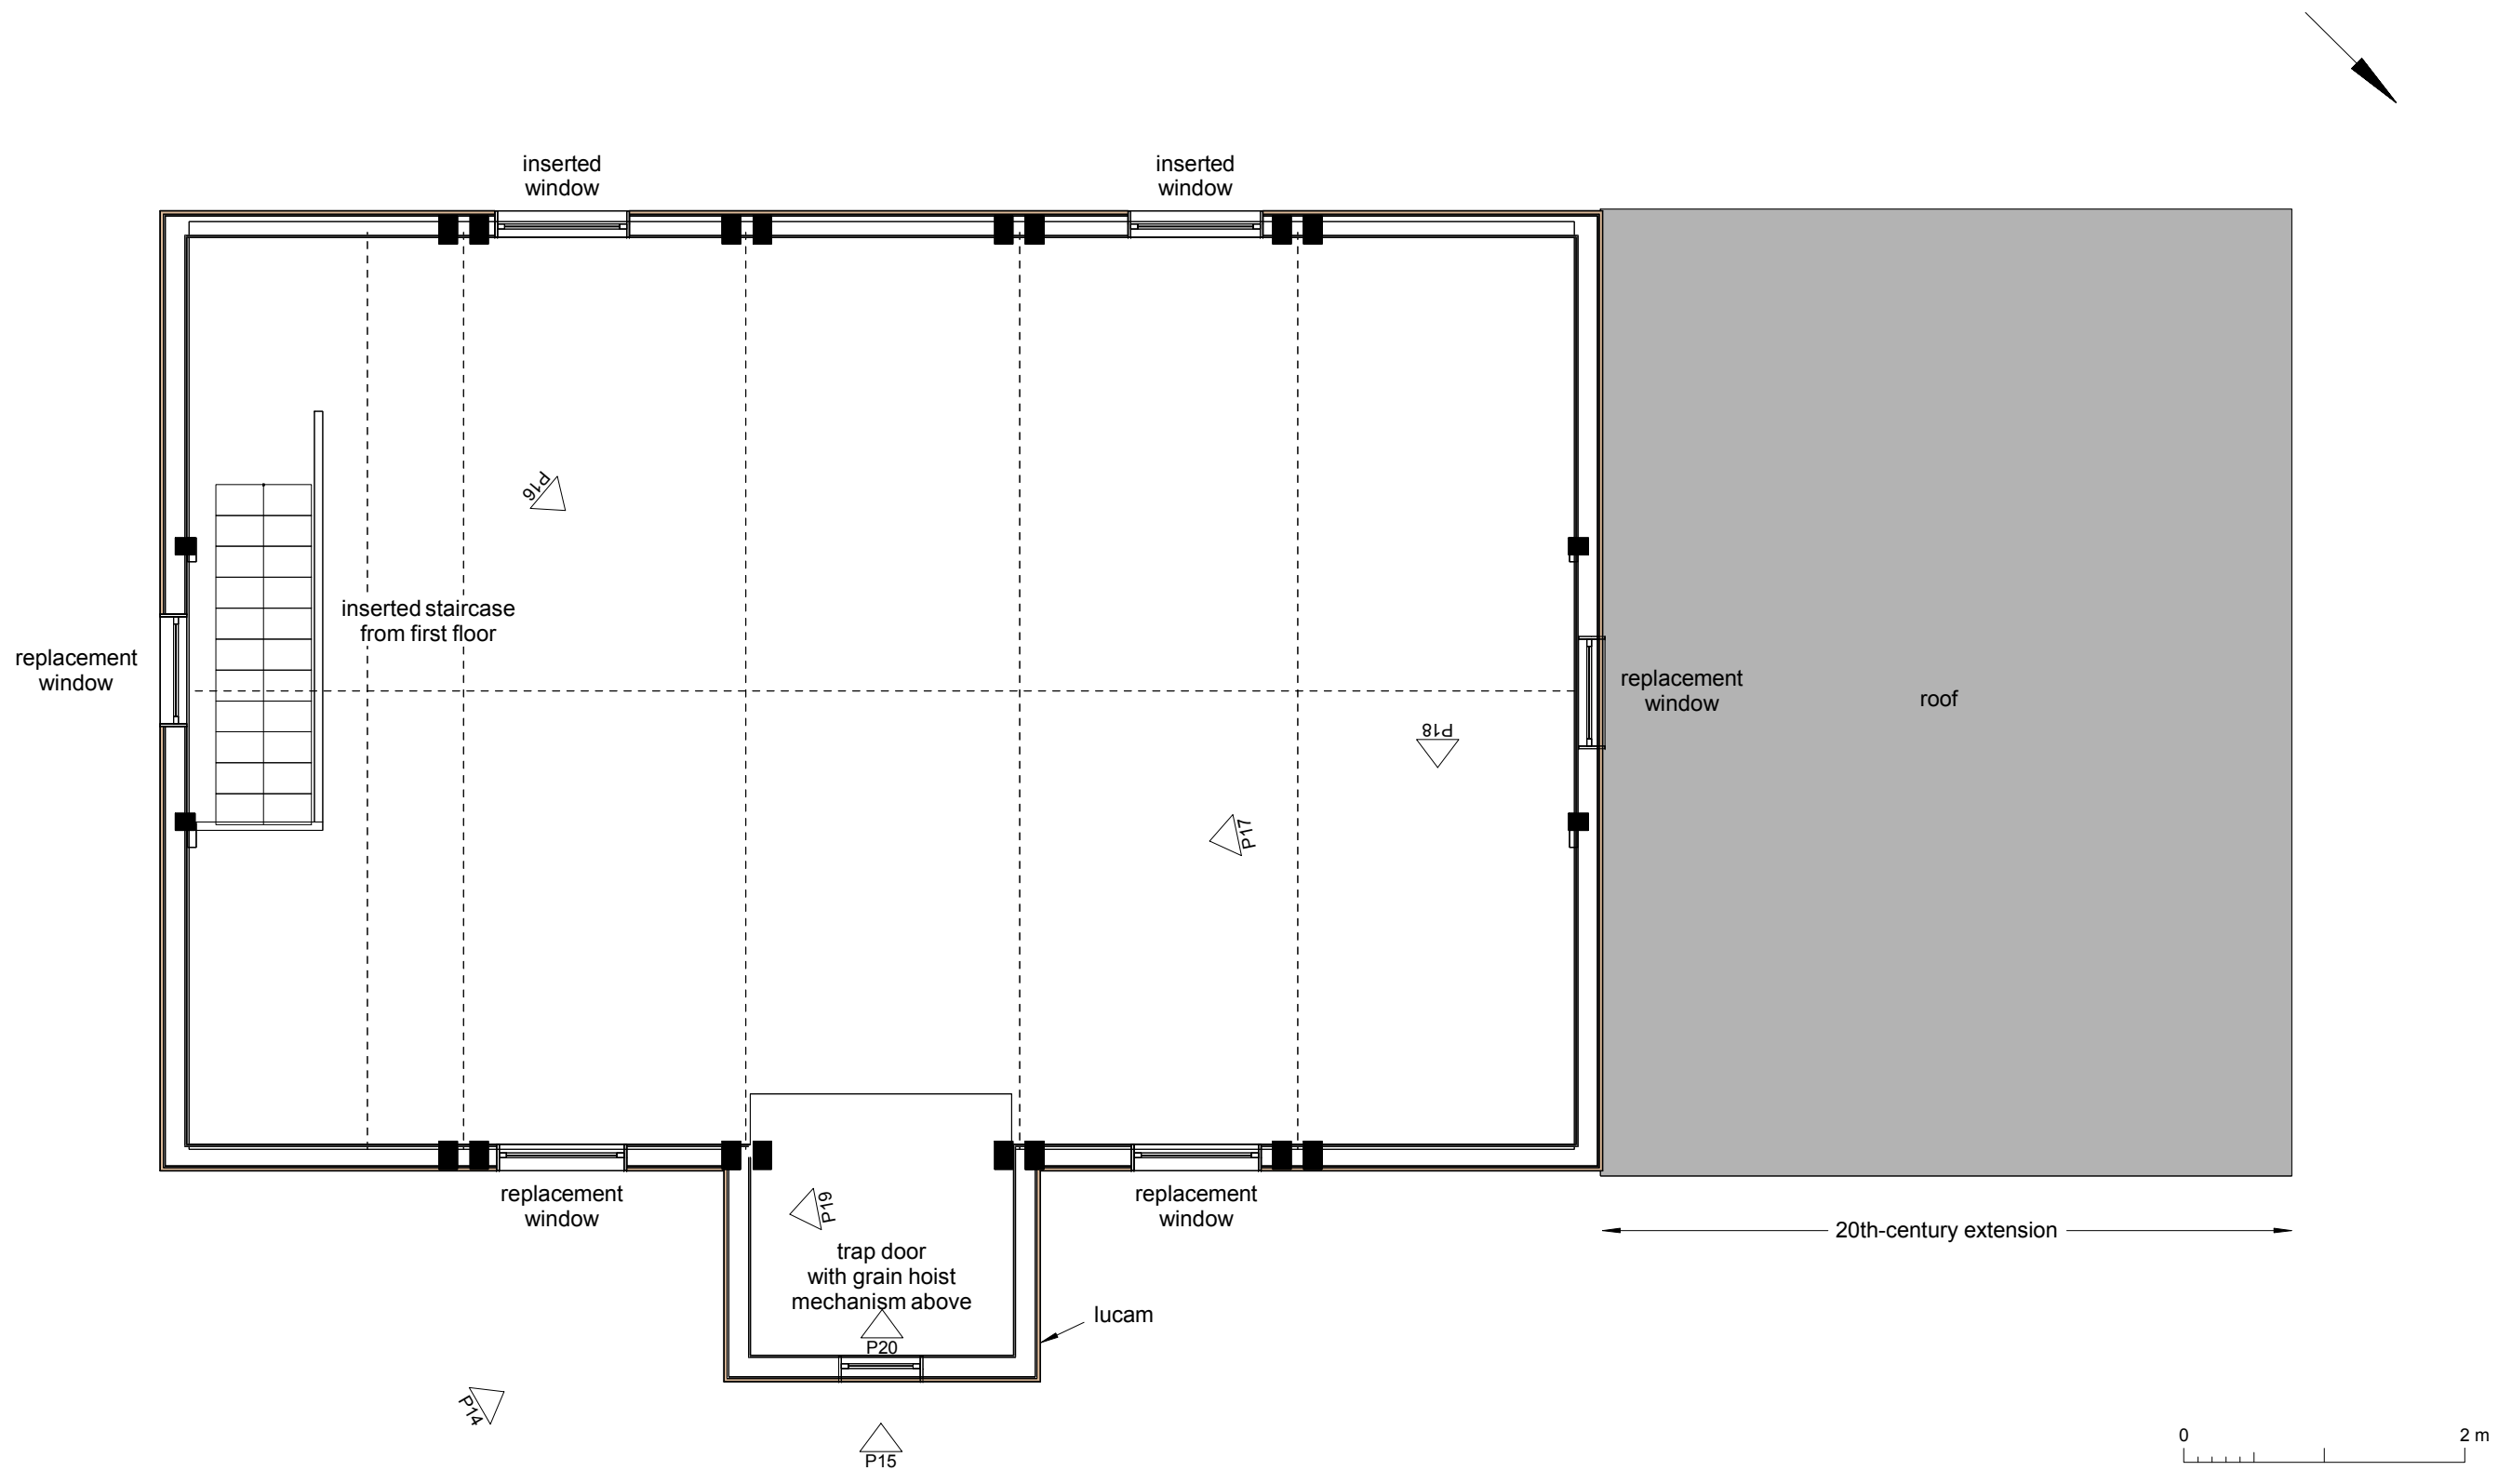 inserted
window
inserted
window
P16
inserted staircase
from first floor
replacement
window
replacement
window
roof
P18
P17
replacement
window
replacement
window
P19
20th-century extension
trap door
with grain hoist
mechanism above
lucam
P20
P14
P15
0
2 m